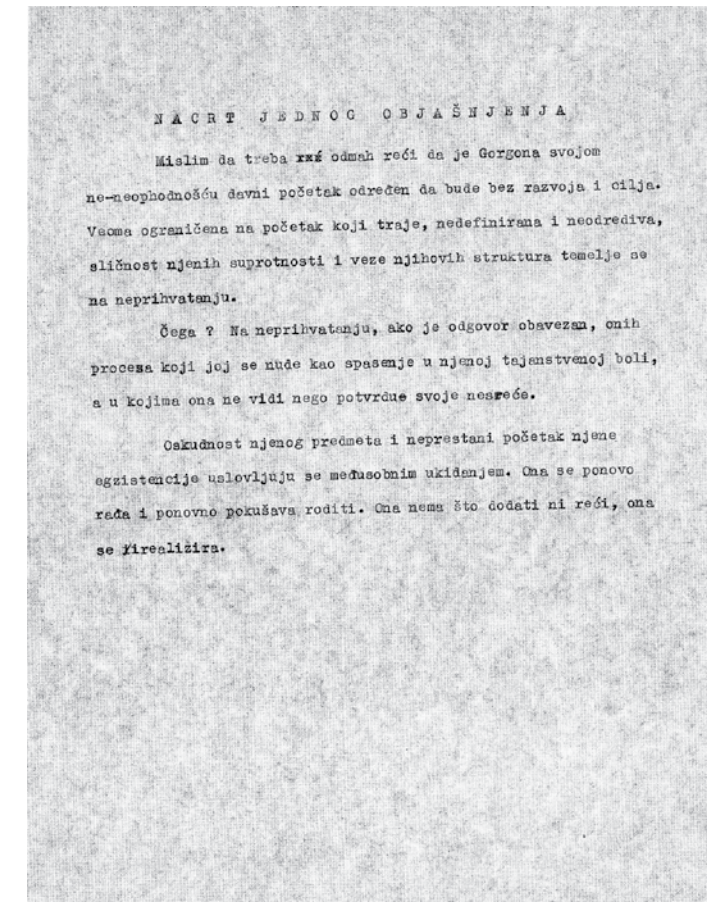 NACRT JEDNOG OBJAŠNJENJA
Mislim da treba xxx odmah reći da je Gorgona svojom
ne-neophodnošću davni početak određen da bude bez razvoja i cilja.
Veoma ograničena na početak koji traje, nedefinirana i neodrediva,
sličnost njenih suprotnosti i veze njihovih struktura temelje se
na neprihvatanju.
Čega ? Na neprihvatanju, ako je odgovor obavezan, onih
procesa koji joj se nude kao spasenje u njenoj tajanstvenoj boli,
a u kojima ona ne vidi nego potvrdue svoje nesreće.
Oskudnost njenog predmeta i neprestani početak njene
egzistencije uslovljuju se međusobnim ukidanjem. Ona se ponovo
rađa i ponovno pokušava roditi. Ona nema što dodati ni reći, ona
se irealizira.